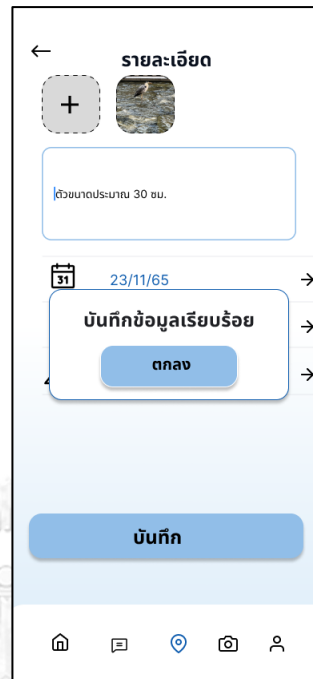 รายละเอียด
+
ตัวขนาดประมาณ 30 ซม.
31
23/11/65
บันทึกข้อมูลเรียบร้อย
ตกลง
บันทึก